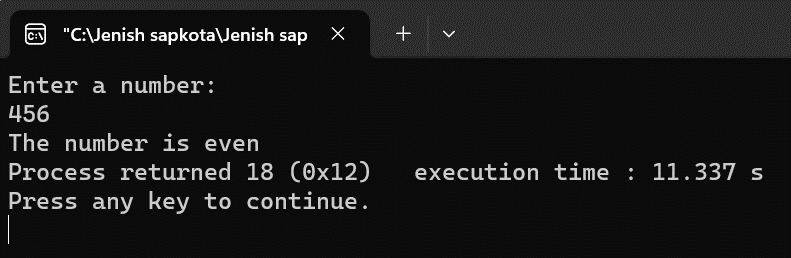 "C:\Jenish sapkota\Jenish sap
Enter a number:
456
The number is even
Process returned 18 (0x12)   execution time : 11.337 s
Press any key to continue.